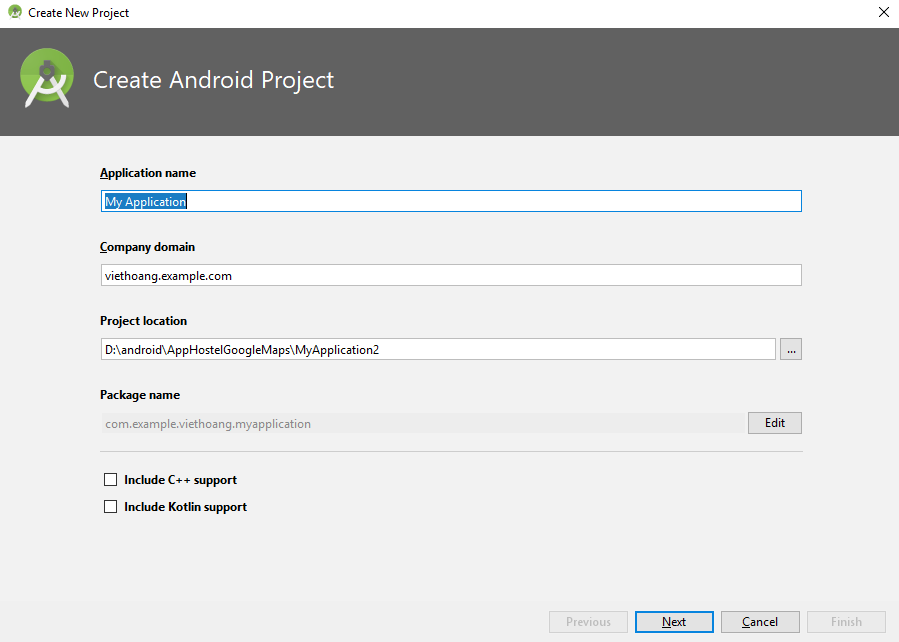 Create New Project
Create Android Project
Application name
My Application
Company domain
viethoang.example.com
Project location
D:\android\AppHostelGoogleMaps\MyApplication2
...
Package name
com.example.viethoang.myapplication
Edit
Include C++ support
Include Kotlin support
Previous Next Cancel Finish